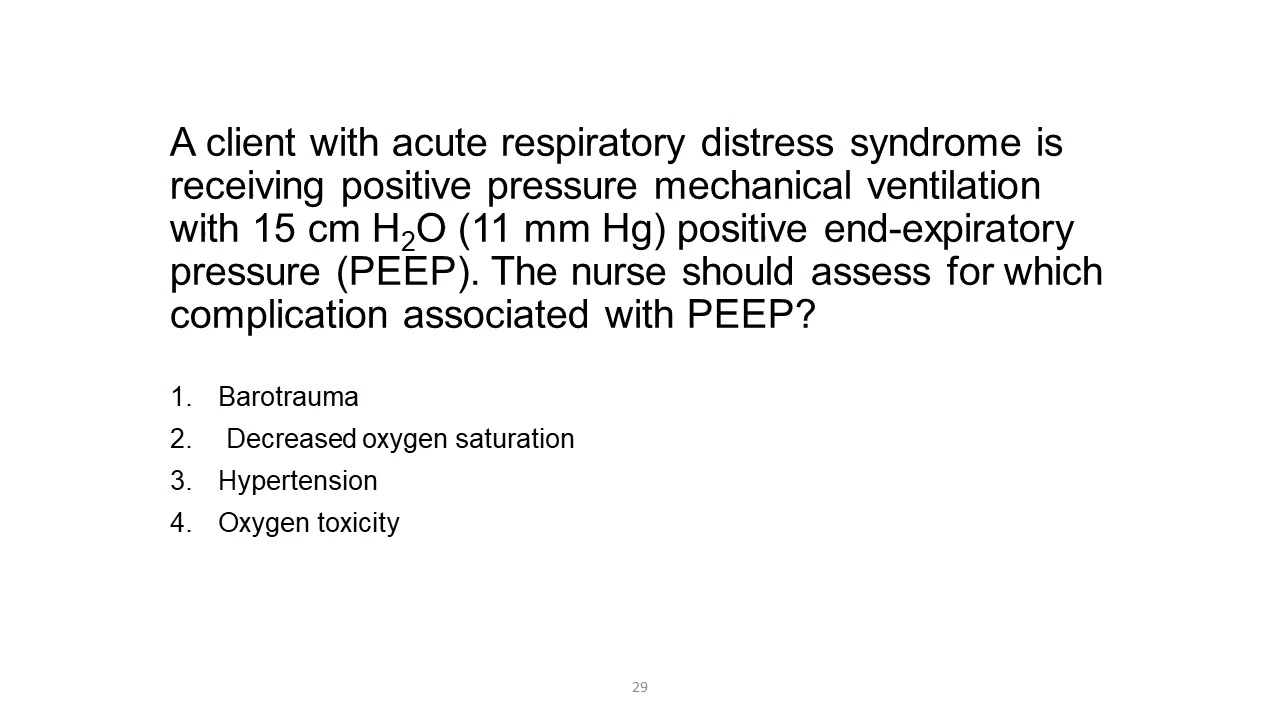 A client with acute respiratory distress syndrome is
receiving positive pressure mechanical ventilation
with 15 cm H₂O (11 mm Hg) positive end-expiratory
pressure (PEEP). The nurse should assess for which
complication associated with PEEP?
1. Barotrauma
2. Decreased oxygen saturation
3. Hypertension
4. Oxygen toxicity
29